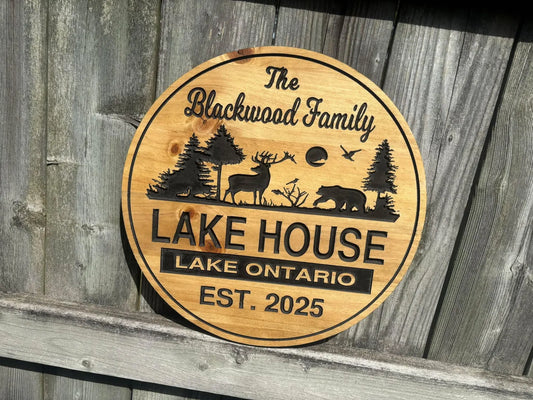 The
Blackwood Family
LAKE HOUSE
LAKE ONTARIO
EST. 2025